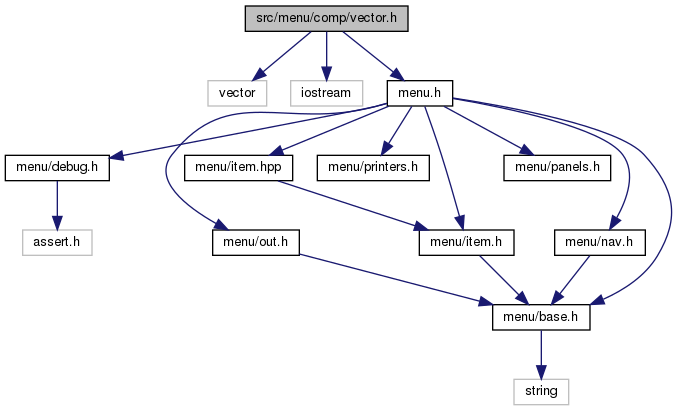 src/menu/comp/vector.h
vector
iostream
menu.h
menu/debug.h
menu/item.hpp
menu/printers.h
menu/panels.h
assert.h
menu/out.h
menu/item.h
menu/nav.h
menu/base.h
string